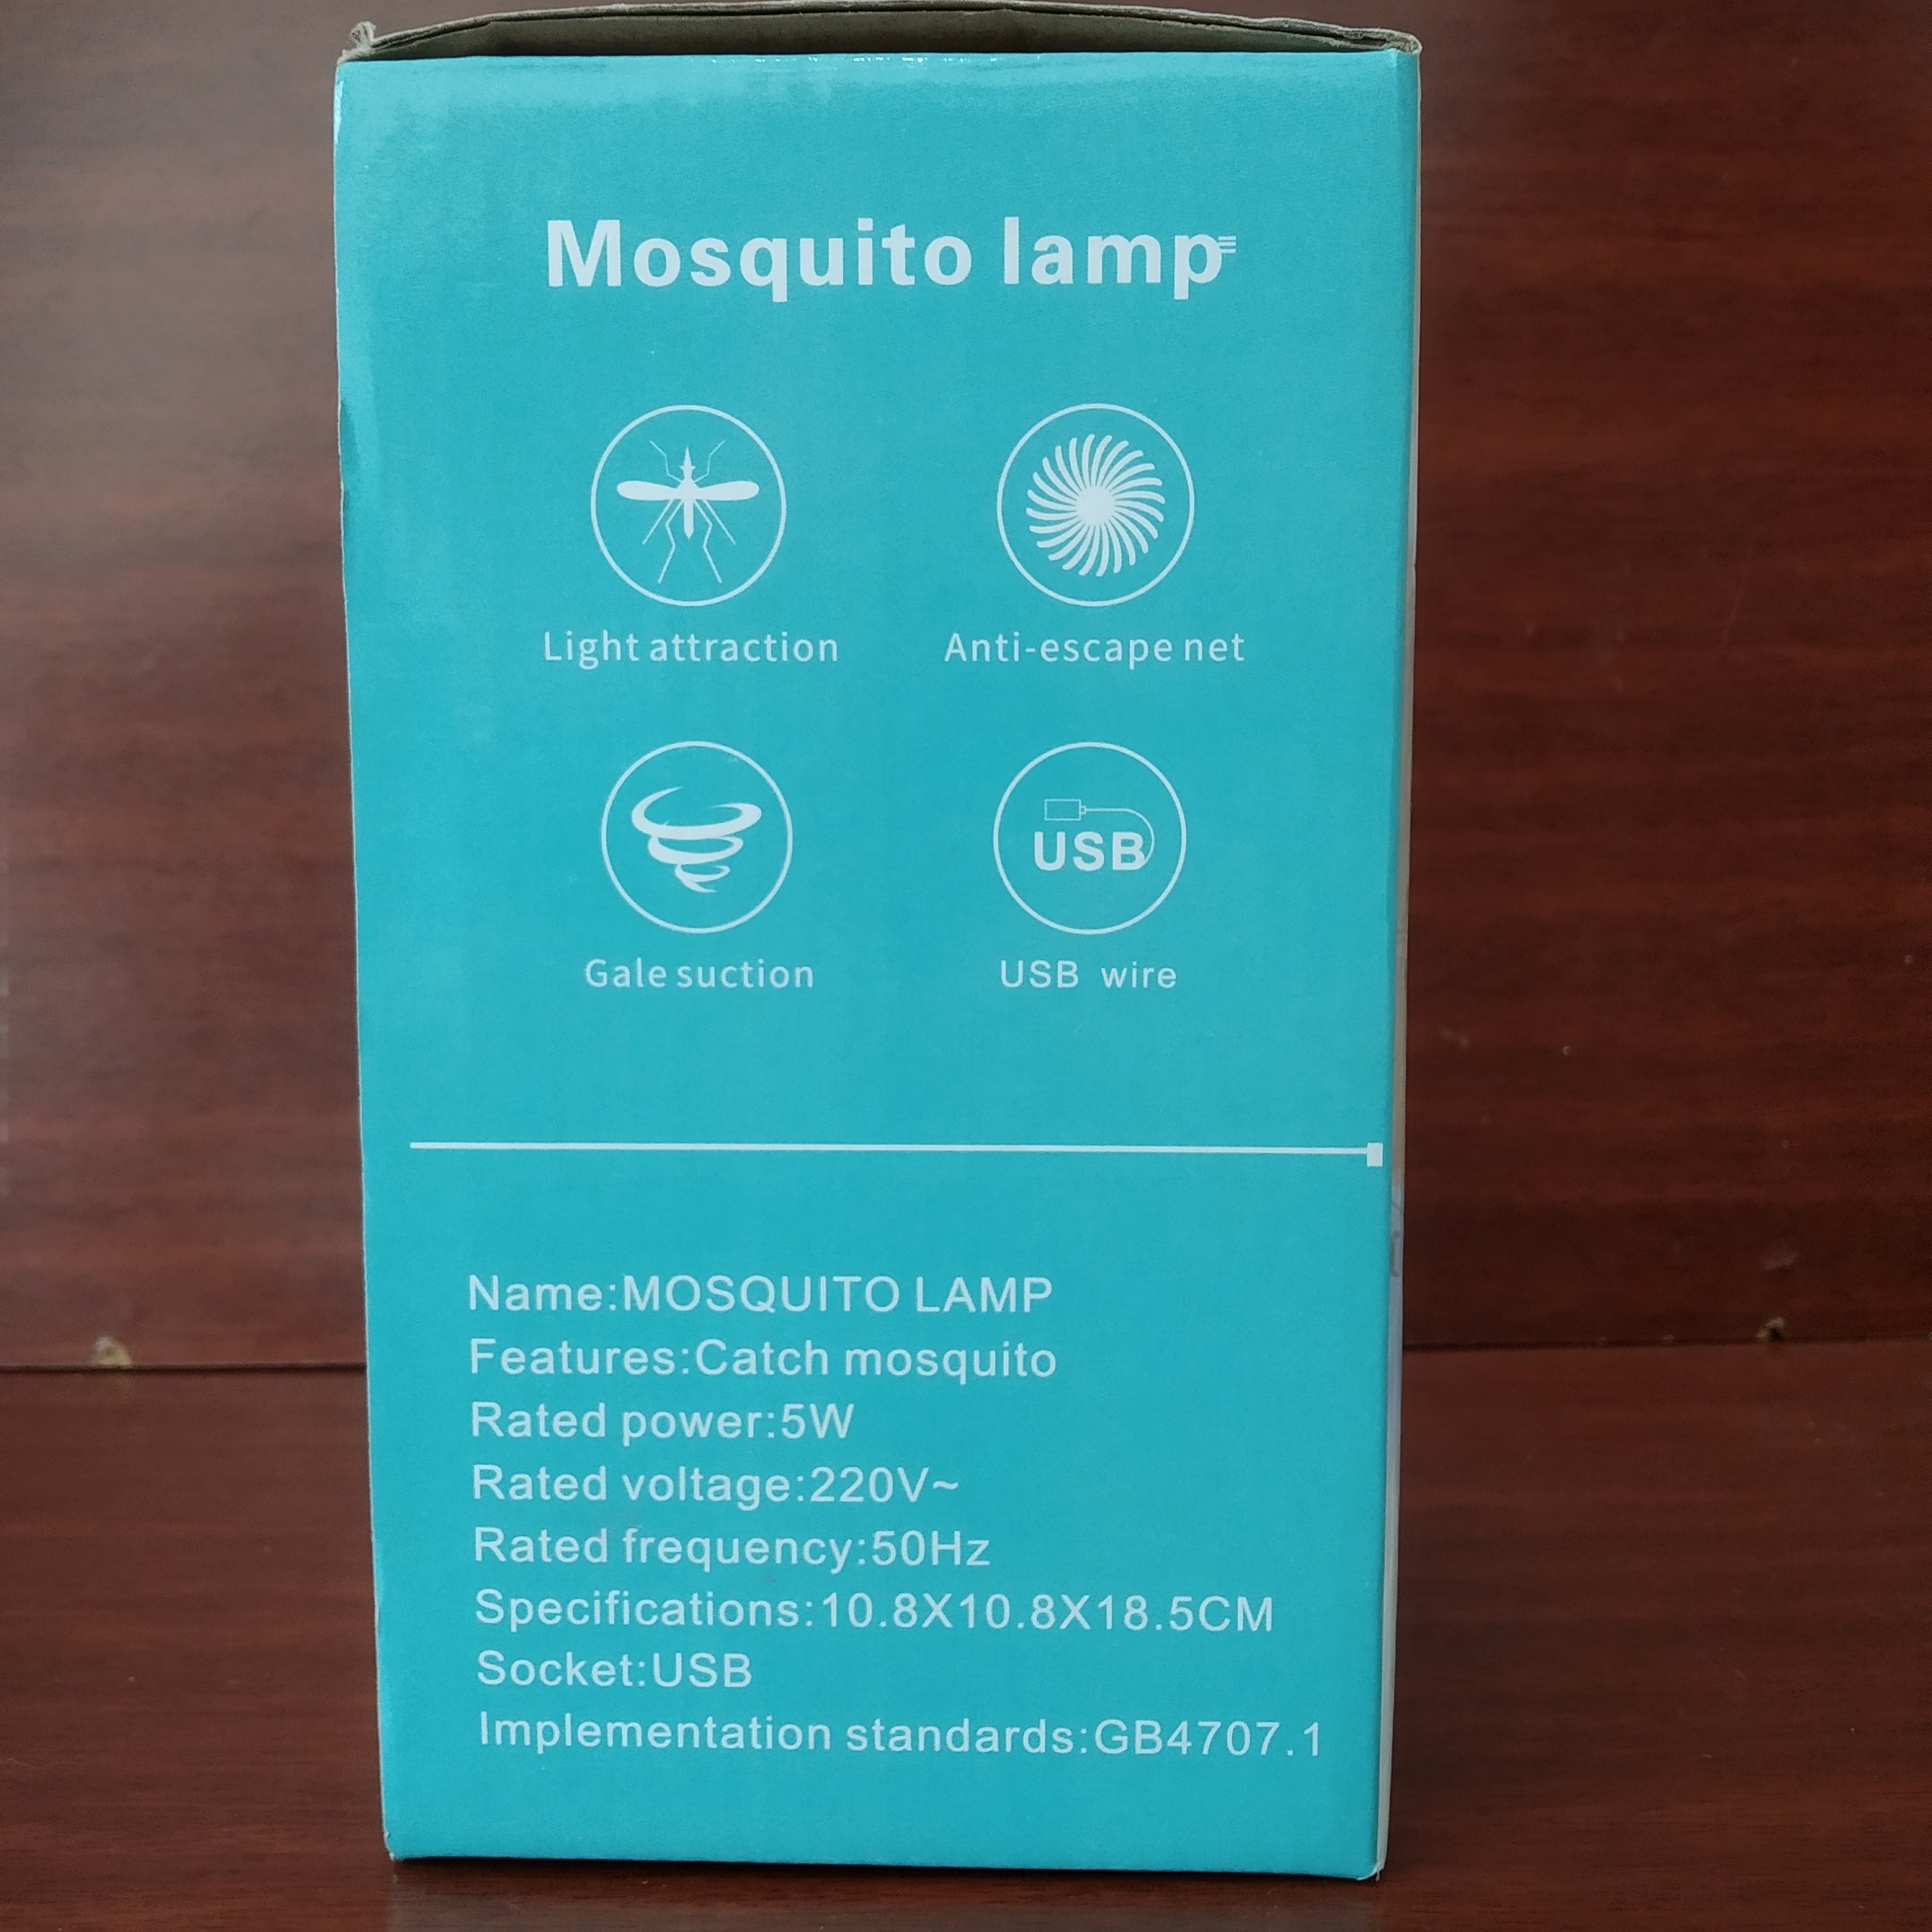 Mosquito lamp
Light attraction
Anti-escape net
USB
Gale suction
USB wire
Name:MOSQUITO LAMP
Features:Catch mosquito
Rated power:5W
Rated voltage:220V~
Rated frequency:50Hz
Specifications:10.8X10.8X18.5CM
Socket:USB
Implementation standards:GB4707.1